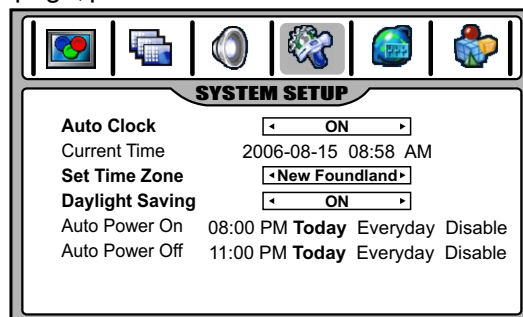 SYSTEM SETUP
Auto Clock ON
Current Time 2006-08-15 08:58 AM
Set Time Zone New Foundland
Daylight Saving ON
Auto Power On 08:00 PM Today Everyday Disable
Auto Power Off 11:00 PM Today Everyday Disable